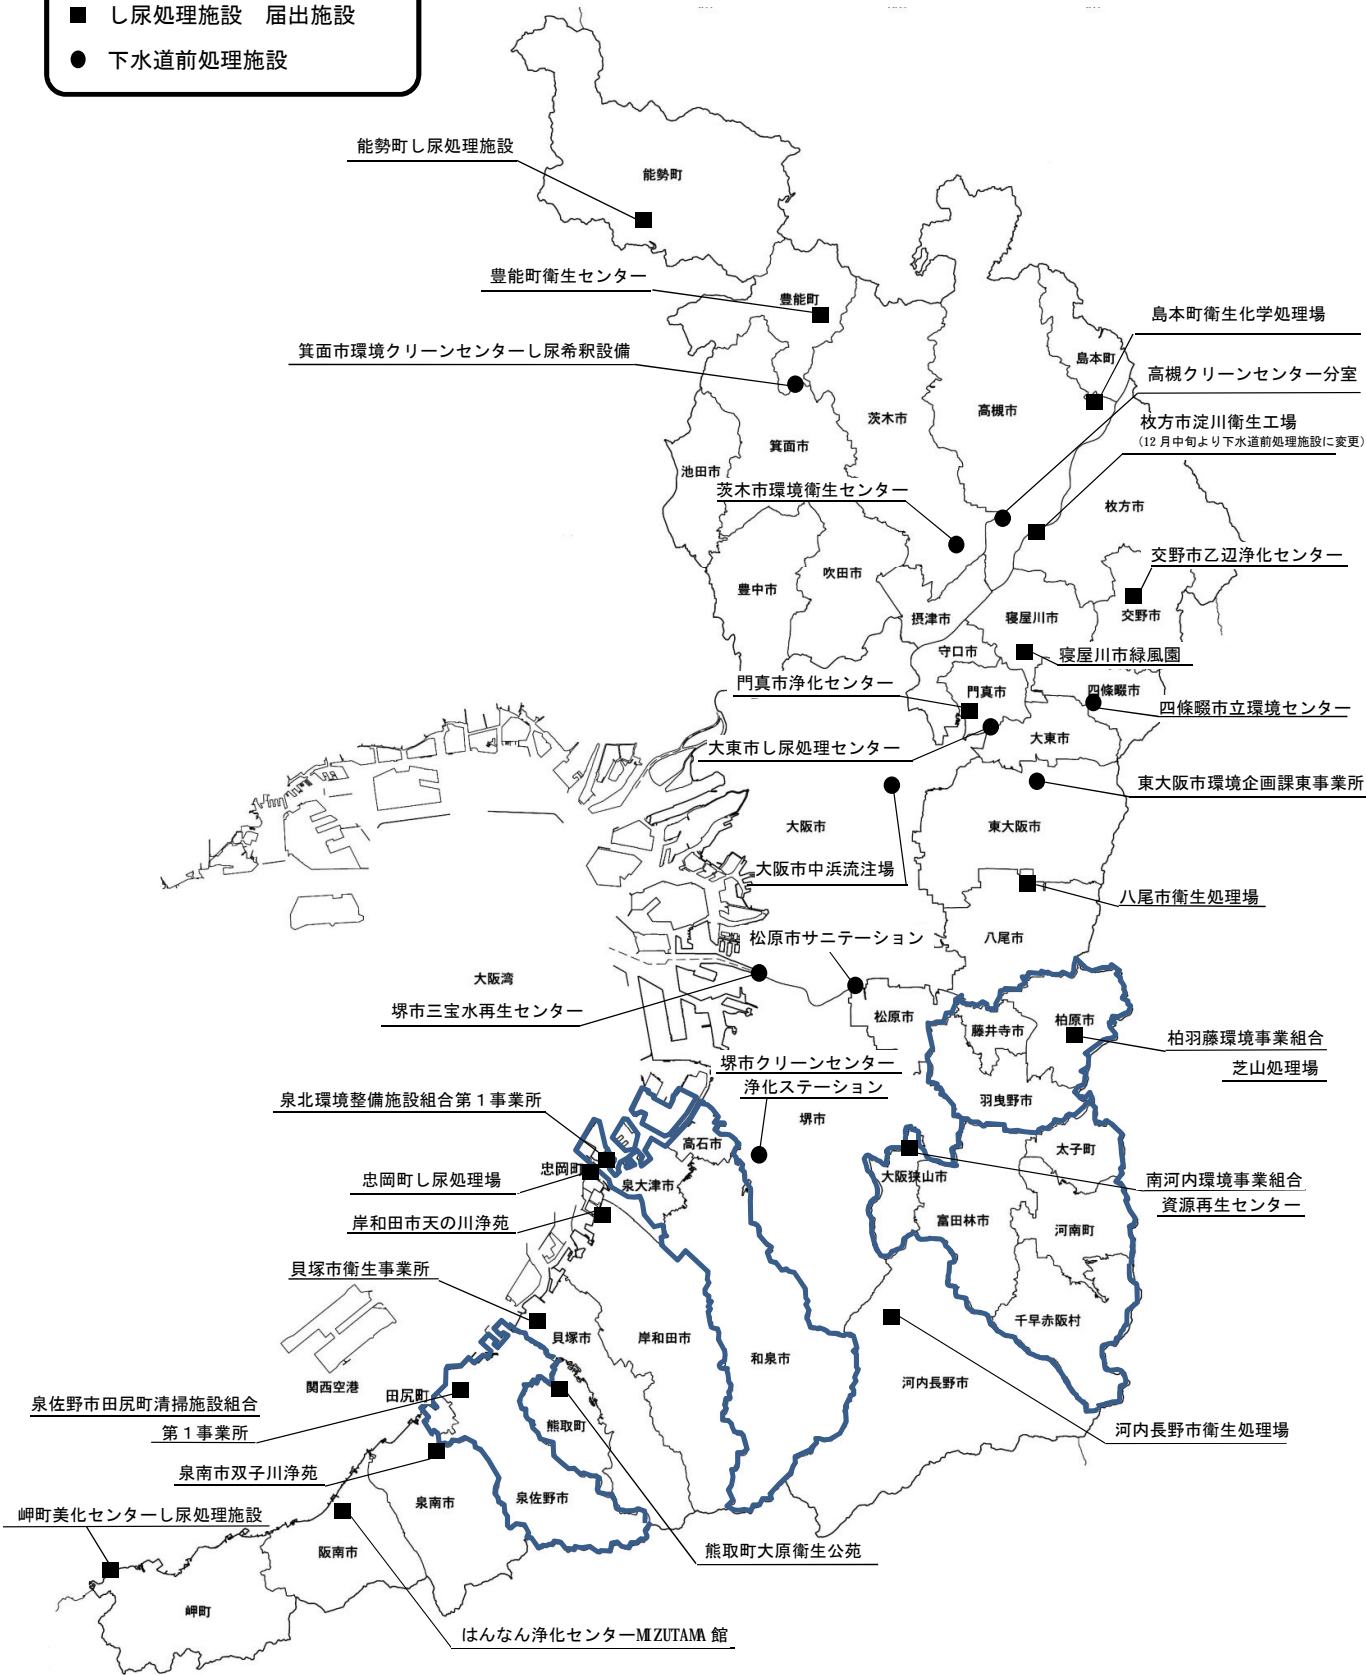 ■ し尿処理施設　届出施設
● 下水道前処理施設
能勢町し尿処理施設
能勢町
豊能町衛生センター
豊能町
島本町衛生化学処理場
箕面市環境クリーンセンターし尿希釈設備
島本町
高槻クリーンセンター分室
高槻市
茨木市
枚方市淀川衛生工場
(12月中旬より下水道前処理施設に変更)
箕面市
池田市
茨木市環境衛生センター
枚方市
交野市乙辺浄化センター
吹田市
豊中市
摂津市
寝屋川市
交野市
守口市
寝屋川市緑風園
門真市浄化センター
門真市
四條畷市
四條畷市立環境センター
大東市し尿処理センター
大東市
東大阪市環境企画課東事業所
大阪市
東大阪市
大阪市中浜流注場
八尾市衛生処理場
松原市サニテーション
八尾市
大阪湾
堺市三宝水再生センター
松原市
藤井寺市
柏原市
柏羽藤環境事業組合
芝山処理場
堺市クリーンセンター
浄化ステーション
泉北環境整備施設組合第１事業所
羽曳野市
堺市
高石市
太子町
忠岡町
忠岡町し尿処理場
泉大津市
大阪狭山市
南河内環境事業組合
資源再生センター
岸和田市天の川浄苑
富田林市
河南町
貝塚市衛生事業所
千早赤阪村
貝塚市
岸和田市
和泉市
関西空港
田尻町
河内長野市
泉佐野市田尻町清掃施設組合
第１事業所
熊取町
河内長野市衛生処理場
泉南市双子川浄苑
泉南市
泉佐野市
岬町美化センターし尿処理施設
阪南市
熊取町大原衛生公苑
岬町
はんなん浄化センターMIZUTAMA 館